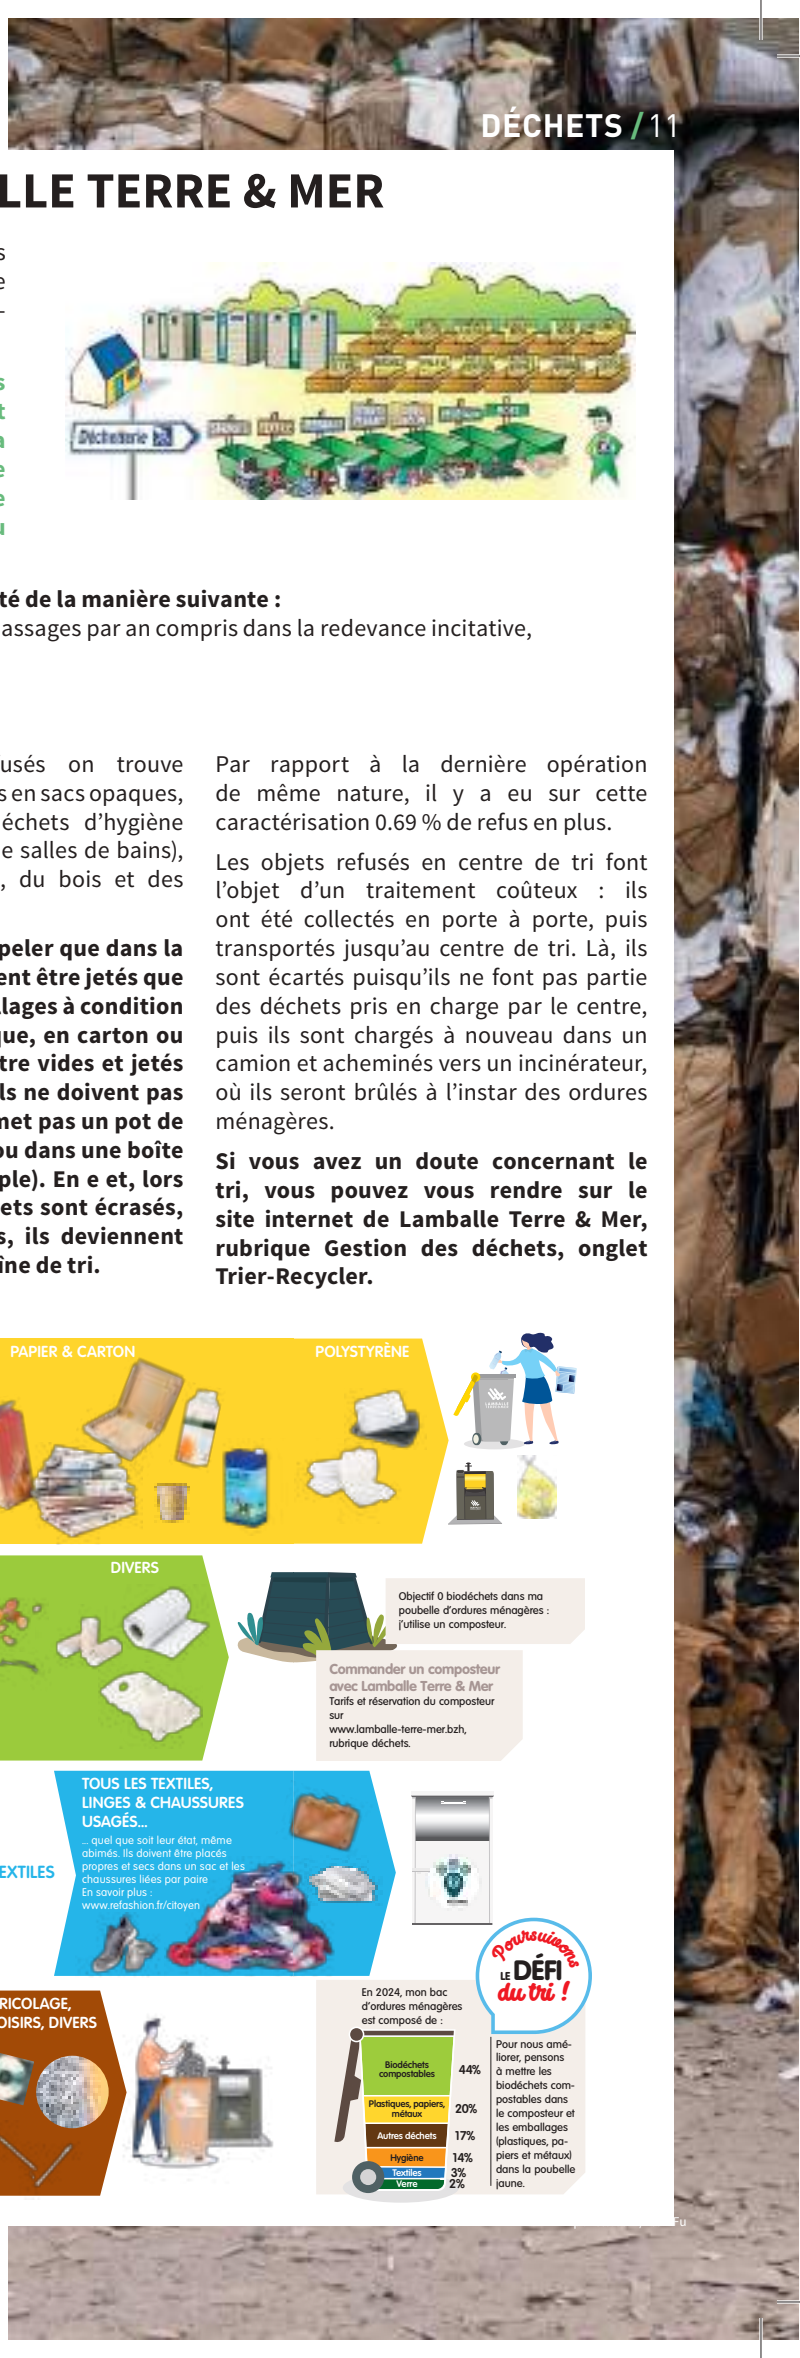 DÉCHETS / 11
LLE TERRE & MER
s
e
-
s
t
a
e
e
u
Déchetterie
té de la manière suivante :
assages par an compris dans la redevance incitative,
usés on trouve
s en sacs opaques,
échets d’hygiène
e salles de bains),
, du bois et des
peler que dans la
ent être jetés que
llages à condition
que, en carton ou
tre vides et jetés
ls ne doivent pas
met pas un pot de
ou dans une boîte
ple). En e et, lors
ets sont écrasés,
s, ils deviennent
îne de tri.
Par rapport à la dernière opération
de même nature, il y a eu sur cette
caractérisation 0.69 % de refus en plus.
Les objets refusés en centre de tri font
l’objet d’un traitement coûteux : ils
ont été collectés en porte à porte, puis
transportés jusqu’au centre de tri. Là, ils
sont écartés puisqu’ils ne font pas partie
des déchets pris en charge par le centre,
puis ils sont chargés à nouveau dans un
camion et acheminés vers un incinérateur,
où ils seront brûlés à l’instar des ordures
ménagères.
Si vous avez un doute concernant le
tri, vous pouvez vous rendre sur le
site internet de Lamballe Terre & Mer,
rubrique Gestion des déchets, onglet
Trier-Recycler.
PAPIER & CARTON
POLYSTYRÈNE
LAMBALLE
DIVERS
Objectif 0 biodéchets dans ma
poubelle d’ordures ménagères :
j’utilise un composteur.
Commander un composteur
avec Lamballe Terre & Mer
Tarifs et réservation du composteur
sur
www.lamballe-terre-mer.bzh,
rubrique déchets.
EXTILES
TOUS LES TEXTILES,
LINGES & CHAUSSURES
USAGÉS...
... quel que soit leur état, même
abimés. Ils doivent être placés
propres et secs dans un sac et les
chaussures liées par paire
En savoir plus :
www.refashion.fr/citoyen
RICOLAGE,
OISIRS, DIVERS
Poursuivons
LE DÉFI
du tri !
En 2024, mon bac
d’ordures ménagères
est composé de :
Biodéchets
compostables
44%
Plastiques, papiers,
métaux
20%
Autres déchets
17%
Hygiène
14%
Textiles
3%
Verre
2%
Pour nous amé-
liorer, pensons
à mettre les
biodéchets com-
postables dans
le composteur et
les emballages
(plastiques, pa-
piers et métaux)
dans la poubelle
jaune.
Fu